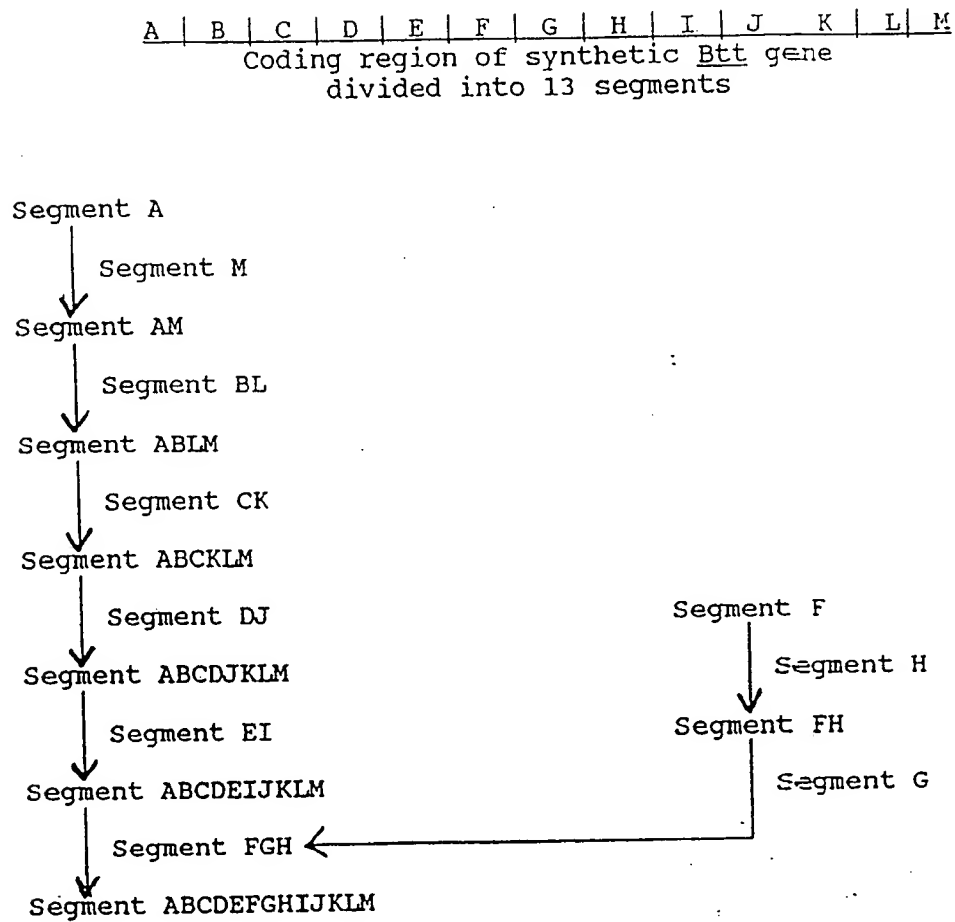 A | B | C | D | E | F | G | H | I | J K | L | M
Coding region of synthetic Btt gene
divided into 13 segments
Segment A
Segment M
Segment AM
Segment BL
Segment ABLM
Segment CK
Segment ABCKLM
Segment DJ
Segment ABCDJKLM
Segment EI
Segment ABCDEIJKLM
Segment F
Segment H
Segment FH
Segment G
Segment FGH
Segment ABCDEFGHIJKLM